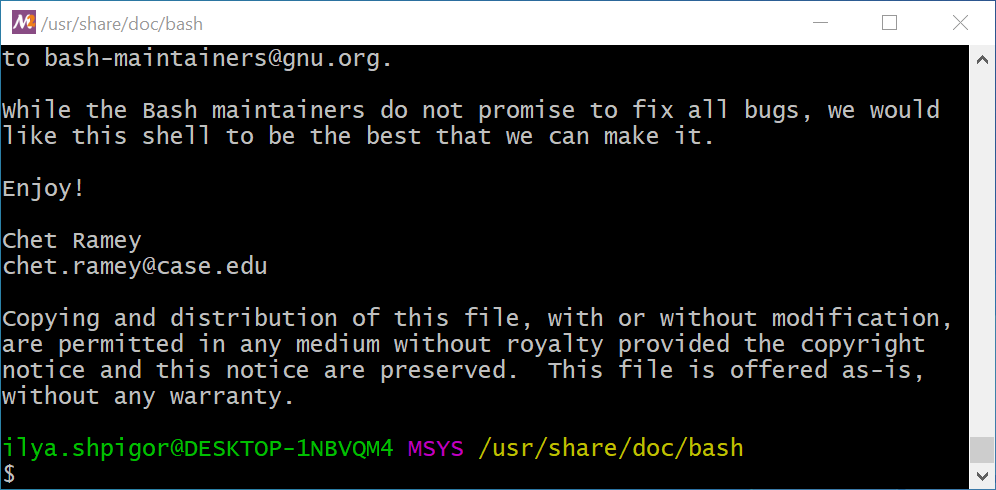 /usr/share/doc/bash
to bash-maintainers@gnu.org.
While the Bash maintainers do not promise to fix all bugs, we would
like this shell to be the best that we can make it.
Enjoy!
Chet Ramey
chet.ramey@case.edu
Copying and distribution of this file, with or without modification,
are permitted in any medium without royalty provided the copyright
notice and this notice are preserved.  This file is offered as-is,
without any warranty.
ilya.shpigor@DESKTOP-1NBVQM4 MSYS /usr/share/doc/bash
$